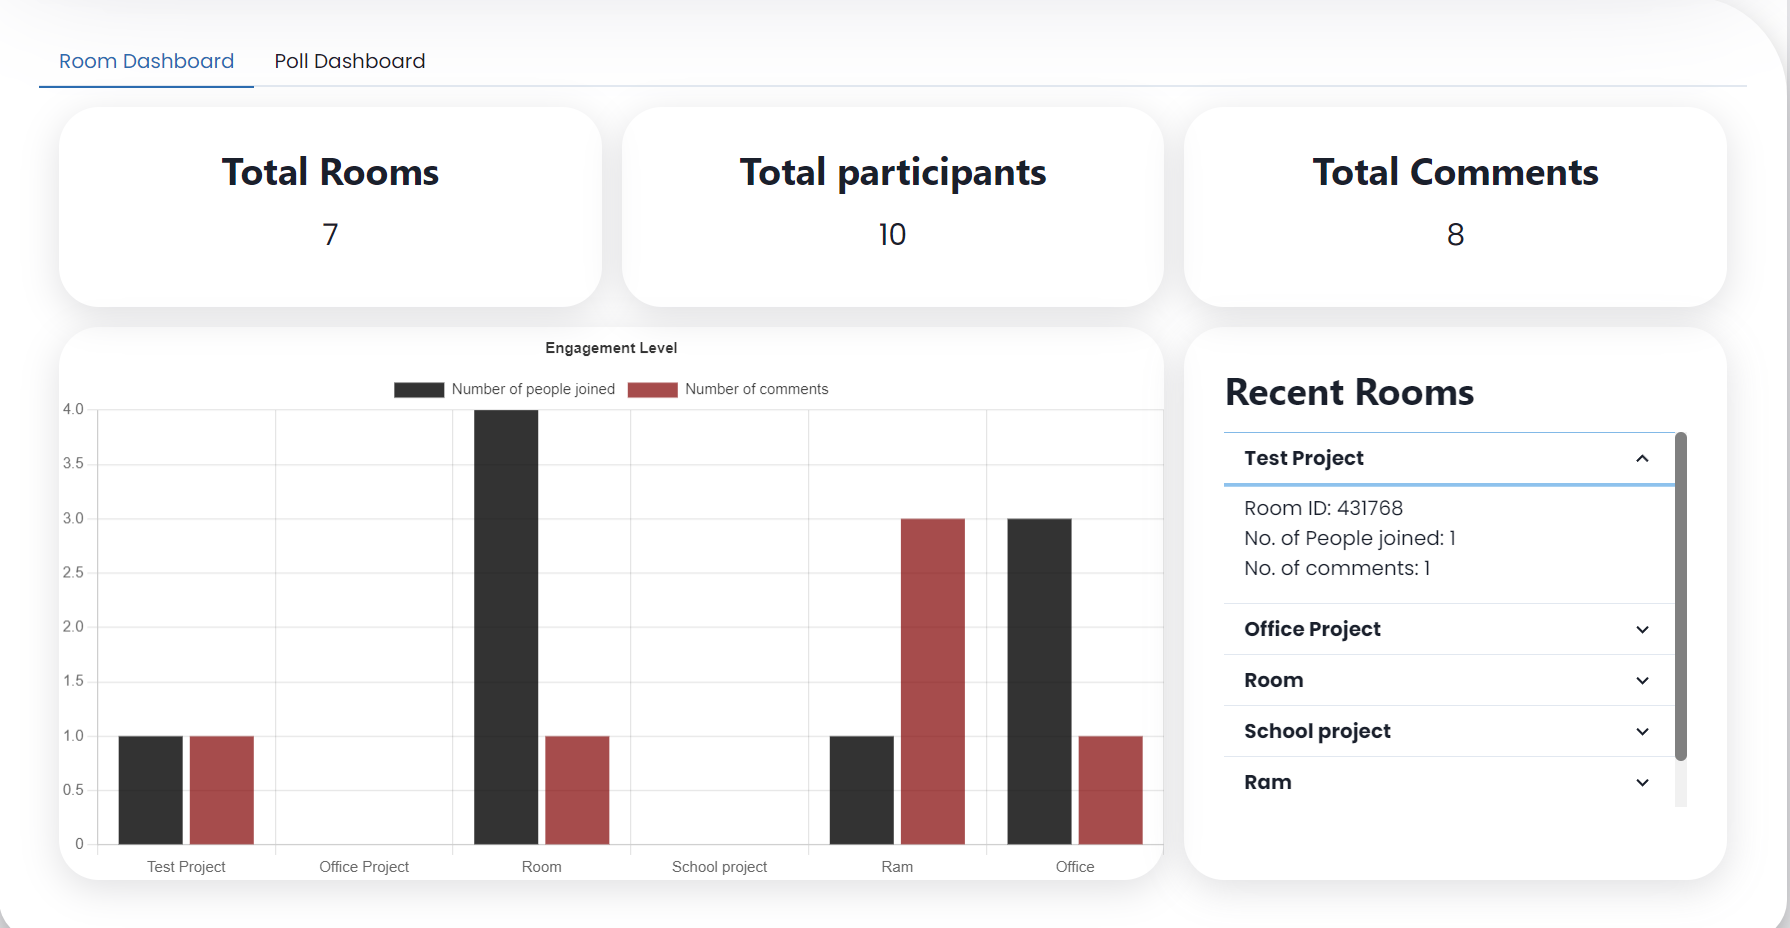 Room Dashboard Poll Dashboard
Total Rooms
7
Total participants
10
Total Comments
8
Engagement Level
Number of people joined Number of comments
4.0
3.5
3.0
2.5
2.0
1.5
1.0
0.5
0
Test Project Office Project Room School project Ram Office
Recent Rooms
Test Project
Room ID: 431768
No. of People joined: 1
No. of comments: 1
Office Project
Room
School project
Ram